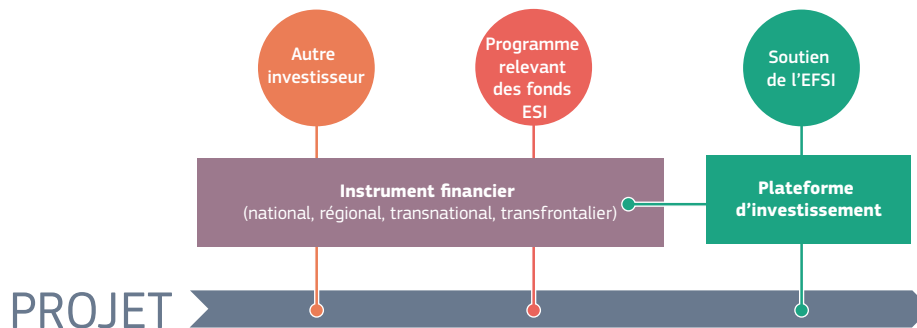 Autre
investisseur
Programme
relevant
des fonds
ESI
Soutien
de l'EFSI
Instrument financier
(national, régional, transnational, transfrontalier)
Plateforme
d'investissement
PROJET